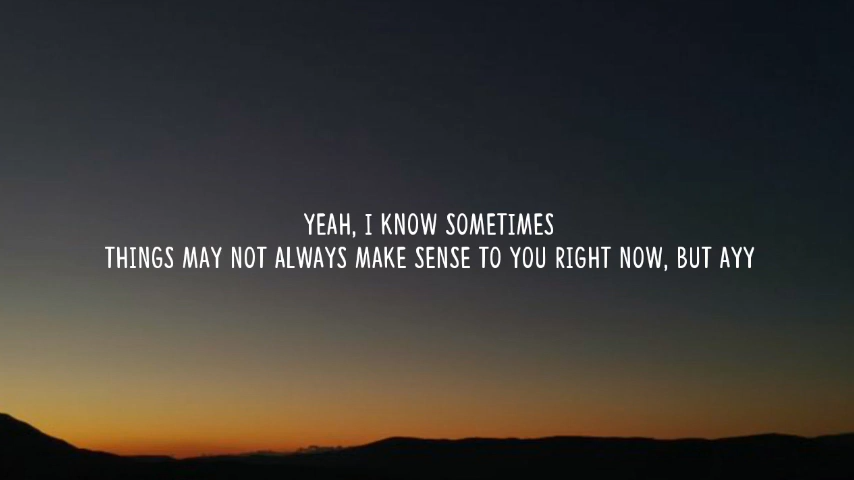 YEAH, I KNOW SOMETIMES
THINGS MAY NOT ALWAYS MAKE SENSE TO YOU RIGHT NOW, BUT AYY